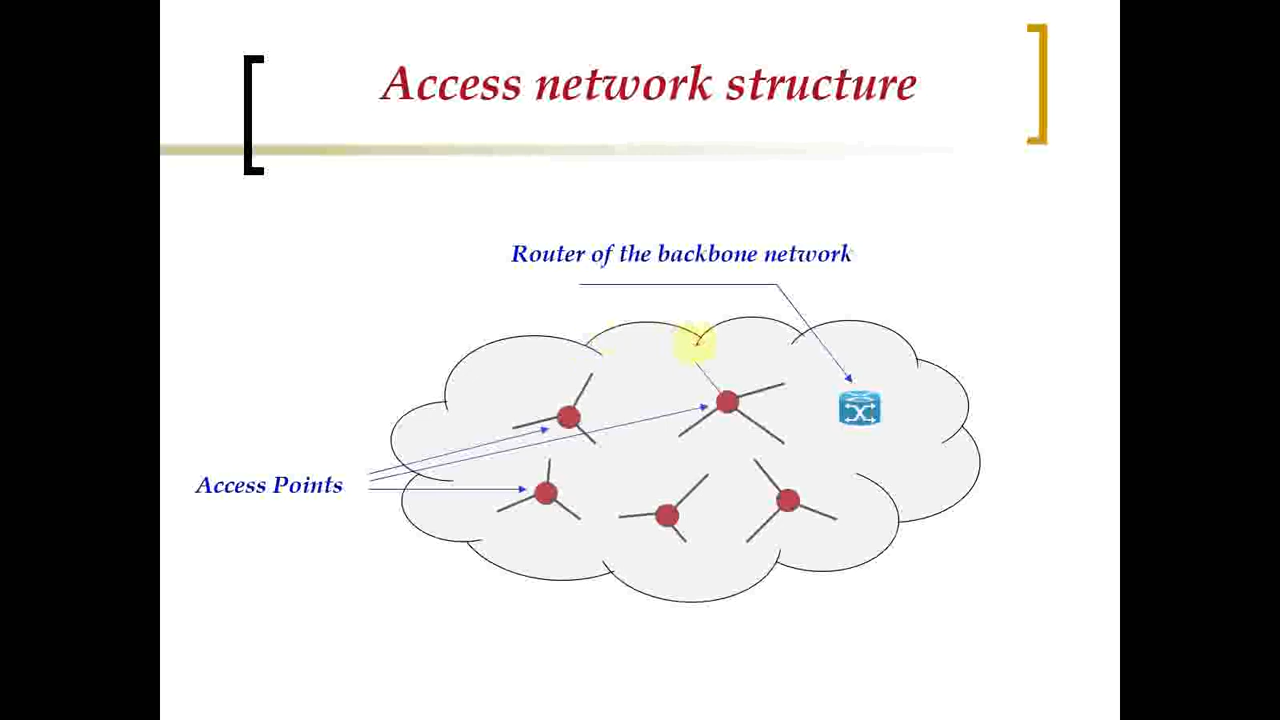 Access network structure
Router of the backbone network
Access Points